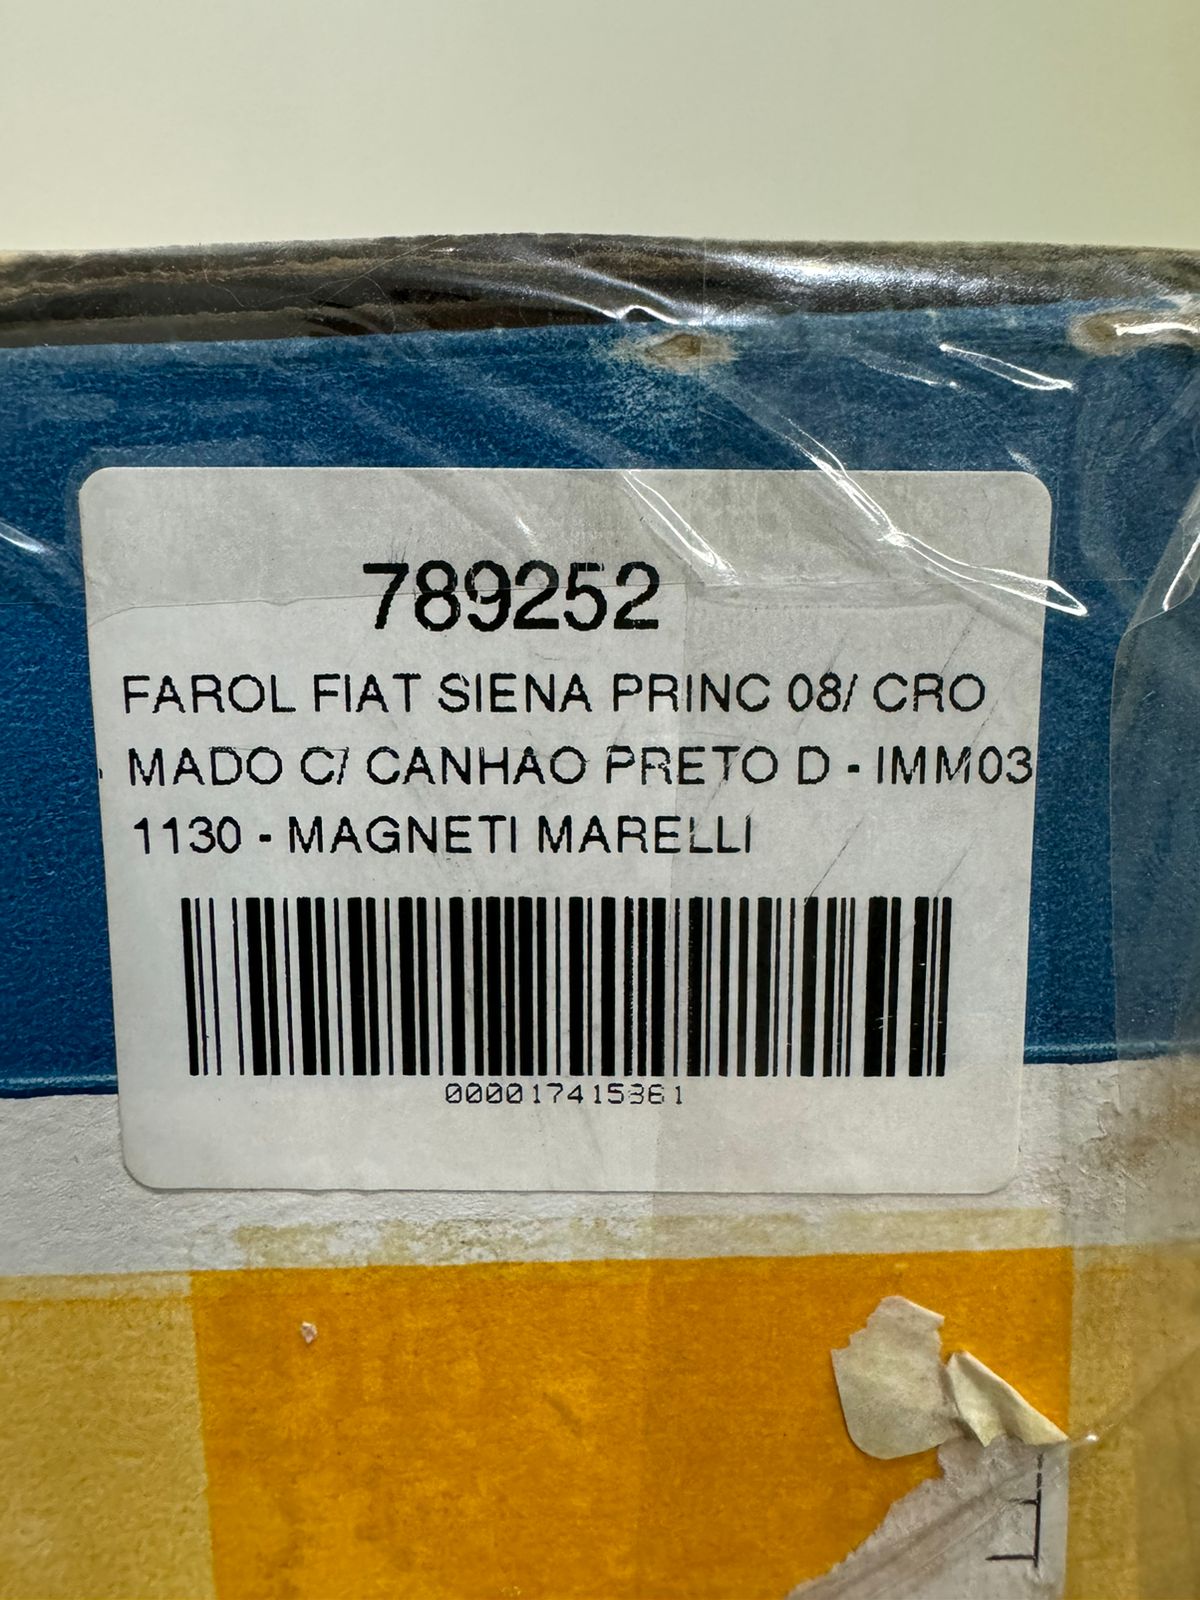 789252
FAROL FIAT SIENA PRINC 08/ CRO
MADO C/ CANHAO PRETO D - IMM03
1130 - MAGNETI MARELLI
000017415361